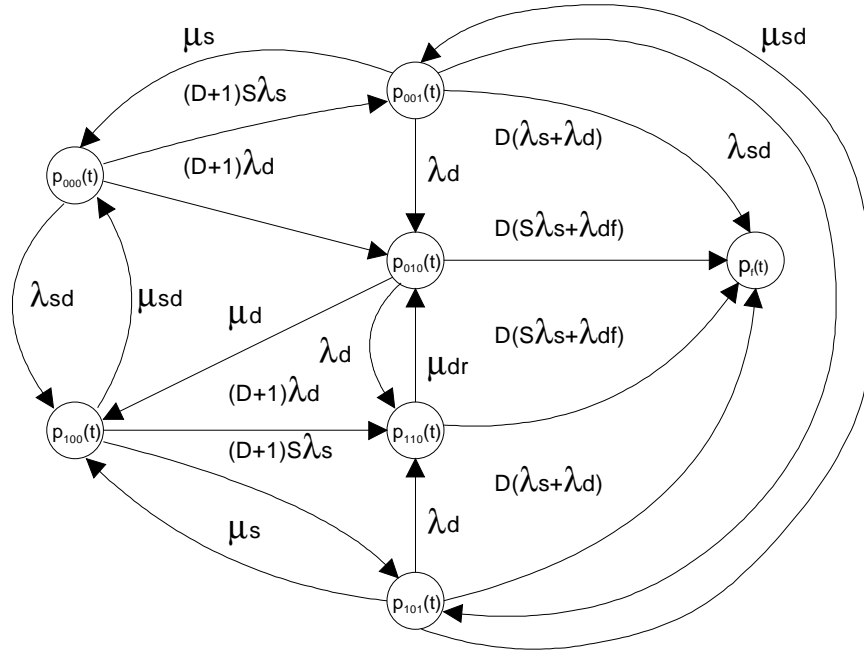 μs
μsd
(D+1)Sλs
p001(t)
D(λs+λd)
λsd
(D+1)λd
λd
p000(t)
D(Sλs+λdf)
p010(t)
pf(t)
λsd
μsd
μd
λd
μdr
D(Sλs+λdf)
(D+1)λd
p100(t)
p110(t)
(D+1)Sλs
D(λs+λd)
μs
λd
p101(t)